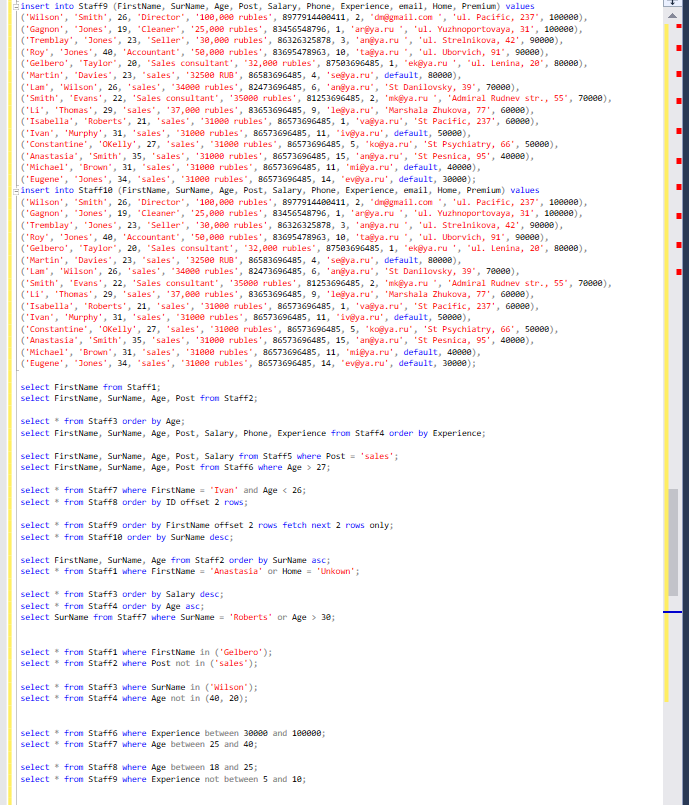 insert into Staff9 (FirstName, SurName, Age, Post, Salary, Phone, Experience, email, Home, Premium) values
('Wilson', 'Smith', 26, 'Director', '100,000 rubles', 8977914400411, 2, 'dm@gmail.com ', 'ul. Pacific, 237', 100000),
('Gagnon', 'Jones', 19, 'Cleaner', '25,000 rubles', 83456548796, 1, 'ar@ya.ru ', 'ul. Yuzhnoportovaya, 31', 100000),
('Tremblay', 'Jones', 23, 'Seller', '30,000 rubles', 86326325878, 3, 'an@ya.ru ', 'ul. Strelnikova, 42', 90000),
('Roy', 'Jones', 40, 'Accountant', '50,000 rubles', 83695478963, 10, 'ta@ya.ru ', 'ul. Uborvich, 91', 90000),
('Gelbero', 'Taylor', 20, 'Sales consultant', '32,000 rubles', 87503696485, 1, 'ek@ya.ru ', 'ul. Lenina, 20', 80000),
('Martin', 'Davies', 23, 'sales', '32500 RUB', 86583696485, 4, 'se@ya.ru', default, 80000),
('Lam', 'Wilson', 26, 'sales', '34000 rubles', 82473696485, 6, 'an@ya.ru', 'St Danilovsky, 39', 70000),
('Smith', 'Evans', 22, 'Sales consultant', '35000 rubles', 81253696485, 2, 'mk@ya.ru ', 'Admiral Rudnev str., 55', 70000),
('Li', 'Thomas', 29, 'sales', '37,000 rubles', 83653696485, 9, 'le@ya.ru', 'Marshala Zhukova, 77', 60000),
('Isabella', 'Roberts', 21, 'sales', '31000 rubles', 86573696485, 1, 'va@ya.ru', 'St Pacific, 237', 60000),
('Ivan', 'Murphy', 31, 'sales', '31000 rubles', 86573696485, 11, 'iv@ya.ru', default, 50000),
('Constantine', 'OKelly', 27, 'sales', '31000 rubles', 86573696485, 5, 'ko@ya.ru', 'St Psychiatry, 66', 50000),
('Anastasia', 'Smith', 35, 'sales', '31000 rubles', 86573696485, 15, 'an@ya.ru', 'St Pesnica, 95', 40000),
('Michael', 'Brown', 31, 'sales', '31000 rubles', 86573696485, 11, 'mi@ya.ru', default, 40000),
('Eugene', 'Jones', 34, 'sales', '31000 rubles', 86573696485, 14, 'ev@ya.ru', default, 30000);
insert into Staff10 (FirstName, SurName, Age, Post, Salary, Phone, Experience, email, Home, Premium) values
('Wilson', 'Smith', 26, 'Director', '100,000 rubles', 8977914400411, 2, 'dm@gmail.com ', 'ul. Pacific, 237', 100000),
('Gagnon', 'Jones', 19, 'Cleaner', '25,000 rubles', 83456548796, 1, 'ar@ya.ru ', 'ul. Yuzhnoportovaya, 31', 100000),
('Tremblay', 'Jones', 23, 'Seller', '30,000 rubles', 86326325878, 3, 'an@ya.ru ', 'ul. Strelnikova, 42', 90000),
('Roy', 'Jones', 40, 'Accountant', '50,000 rubles', 83695478963, 10, 'ta@ya.ru ', 'ul. Uborvich, 91', 90000),
('Gelbero', 'Taylor', 20, 'Sales consultant', '32,000 rubles', 87503696485, 1, 'ek@ya.ru ', 'ul. Lenina, 20', 80000),
('Martin', 'Davies', 23, 'sales', '32500 RUB', 86583696485, 4, 'se@ya.ru', default, 80000),
('Lam', 'Wilson', 26, 'sales', '34000 rubles', 82473696485, 6, 'an@ya.ru', 'St Danilovsky, 39', 70000),
('Smith', 'Evans', 22, 'Sales consultant', '35000 rubles', 81253696485, 2, 'mk@ya.ru ', 'Admiral Rudnev str., 55', 70000),
('Li', 'Thomas', 29, 'sales', '37,000 rubles', 83653696485, 9, 'le@ya.ru', 'Marshala Zhukova, 77', 60000),
('Isabella', 'Roberts', 21, 'sales', '31000 rubles', 86573696485, 1, 'va@ya.ru', 'St Pacific, 237', 60000),
('Ivan', 'Murphy', 31, 'sales', '31000 rubles', 86573696485, 11, 'iv@ya.ru', default, 50000),
('Constantine', 'OKelly', 27, 'sales', '31000 rubles', 86573696485, 5, 'ko@ya.ru', 'St Psychiatry, 66', 50000),
('Anastasia', 'Smith', 35, 'sales', '31000 rubles', 86573696485, 15, 'an@ya.ru', 'St Pesnica, 95', 40000),
('Michael', 'Brown', 31, 'sales', '31000 rubles', 86573696485, 11, 'mi@ya.ru', default, 40000),
('Eugene', 'Jones', 34, 'sales', '31000 rubles', 86573696485, 14, 'ev@ya.ru', default, 30000);
select FirstName from Staff1;
select FirstName, SurName, Age, Post from Staff2;
select * from Staff3 order by Age;
select FirstName, SurName, Age, Post, Salary, Phone, Experience from Staff4 order by Experience;
select FirstName, SurName, Age, Post, Salary from Staff5 where Post = 'sales';
select FirstName, SurName, Age, Post from Staff6 where Age > 27;
select * from Staff7 where FirstName = 'Ivan' and Age < 26;
select * from Staff8 order by ID offset 2 rows;
select * from Staff9 order by FirstName offset 2 rows fetch next 2 rows only;
select * from Staff10 order by SurName desc;
select FirstName, SurName, Age from Staff2 order by SurName asc;
select * from Staff1 where FirstName = 'Anastasia' or Home = 'Unkown';
select * from Staff3 order by Salary desc;
select * from Staff4 order by Age asc;
select SurName from Staff7 where SurName = 'Roberts' or Age > 30;
select * from Staff1 where FirstName in ('Gelbero');
select * from Staff2 where Post not in ('sales');
select * from Staff3 where SurName in ('Wilson');
select * from Staff4 where Age not in (40, 20);
select * from Staff6 where Experience between 30000 and 100000;
select * from Staff7 where Age between 25 and 40;
select * from Staff8 where Age between 18 and 25;
select * from Staff9 where Experience not between 5 and 10;